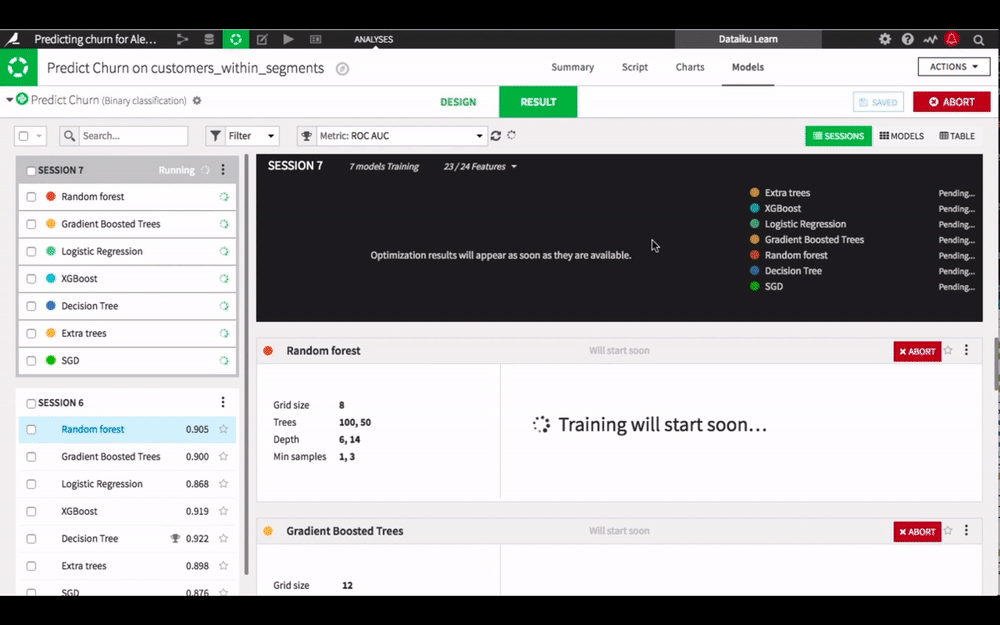 Predicting churn for Ale...
ANALYSES
Dataiku Learn
Predict Churn on customers_within_segments
Summary
Script
Charts
Models
ACTIONS
Predict Churn (Binary classification)
DESIGN
RESULT
SAVED
ABORT
Search...
Filter
Metric: ROC AUC
SESSIONS
MODELS
TABLE
SESSION 7 Running
Random forest
Gradient Boosted Trees
Logistic Regression
XGBoost
Decision Tree
Extra trees
SGD
SESSION 6
Random forest 0.905
Gradient Boosted Trees 0.900
Logistic Regression 0.868
XGBoost 0.919
Decision Tree 0.922
Extra trees 0.898
SGD 0.876
SESSION 7 7 models Training 23 / 24 Features
Optimization results will appear as soon as they are available.
Extra trees Pending...
XGBoost Pending...
Logistic Regression Pending...
Gradient Boosted Trees Pending...
Random forest Pending...
Decision Tree Pending...
SGD Pending...
Random forest Will start soon ABORT
Grid size 8
Trees 100, 50
Depth 6, 14
Min samples 1, 3
Training will start soon...
Gradient Boosted Trees Will start soon ABORT
Grid size 12